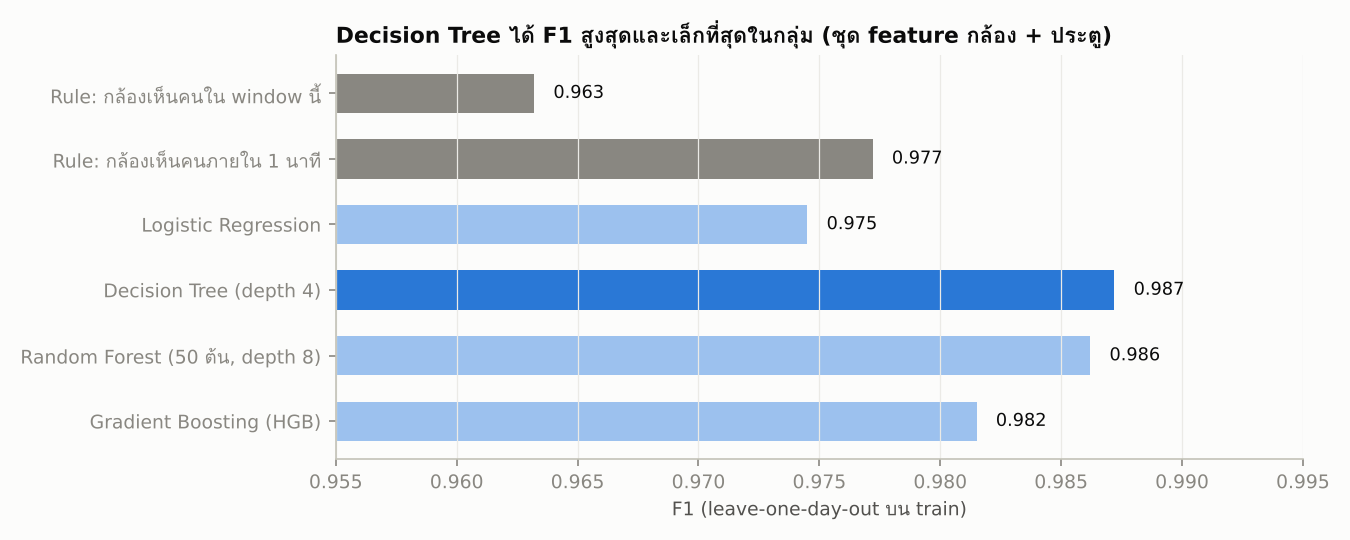 Decision Tree ได้ F1 สูงสุดและเล็กที่สุดในกลุ่ม (ชุด feature กล้อง + ประตู)
Rule: กล้องเห็นคนใน window นี้
0.963
Rule: กล้องเห็นคนภายใน 1 นาที
0.977
Logistic Regression
0.975
Decision Tree (depth 4)
0.987
Random Forest (50 ต้น, depth 8)
0.986
Gradient Boosting (HGB)
0.982
0.955 0.960 0.965 0.970 0.975 0.980 0.985 0.990 0.995
F1 (leave-one-day-out บน train)